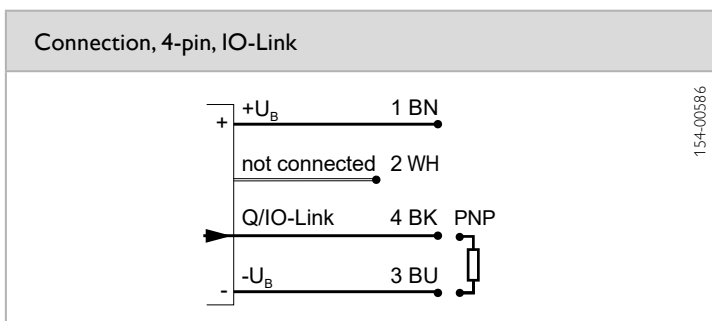 Connection, 4-pin, IO-Link
154-00586
+U_B 1 BN
+
not connected 2 WH
Q/IO-Link 4 BK PNP
-U_B 3 BU
-